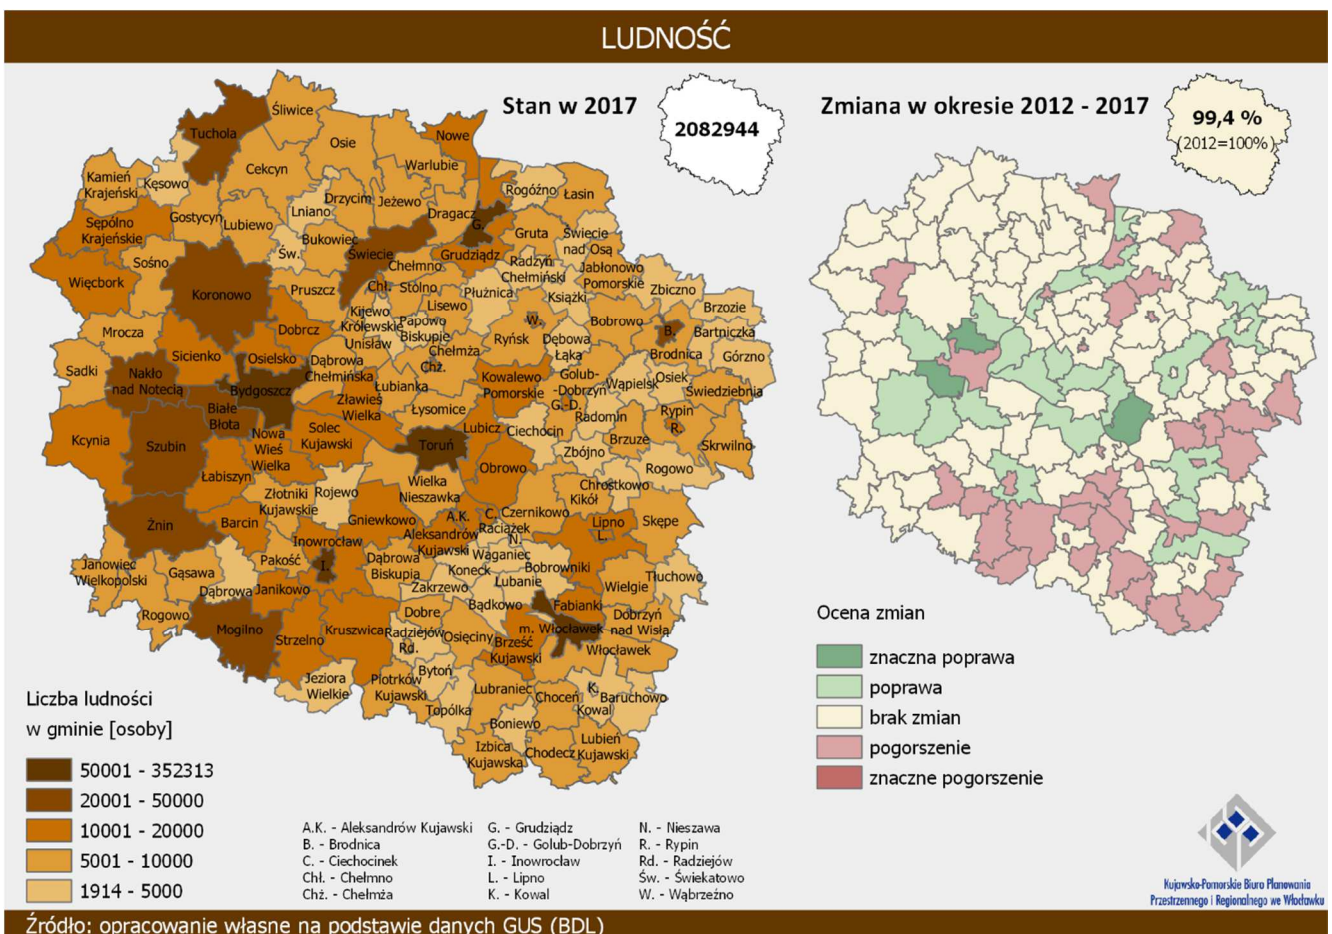 LUDNOŚĆ
Stan w 2017
2082944
Zmiana w okresie 2012 - 2017
99,4 %
(2012=100%)
Śliwice
Tuchola
Osie
Nowe
Cekcyn
Warlubie
Kamień
Krajeński
Kęsowo
Rogóźno
Łasin
Drzycim
Jeżewo
Lniano
Dragacz
Gostycyn
Lubiewo
Sępólno
Krajeńskie
G.
Gruta
Świecie
nad Osą
Bukowiec
Św.
Świecie
Grudziądz
Sośno
Chełmno
Radzyń
Chełmiński
Jabłonowo
Pomorskie
Więcbork
Koronowo
Pruszcz
Chł.
Stolno
Płużnica
Książki
Zbiczno
Lisewo
Brzozie
Kijewo
Królewskie
Papowo
Biskupie
W.
Bobrowo
B.
Bartniczka
Mrocza
Dobrcz
Unisław
Ryńsk
Dębowa
Łąka
Sicienko
Osielsko
Dąbrowa
Chełmińska
Chełmża
Chż.
Brodnica
Górzno
Sadki
Nakło
nad Notecią
Bydgoszcz
Łubianka
Kowalewo
Pomorskie
Golub-
-Dobrzyń
G.-D.
Wąpielsk
Osiek
Świedziebnia
Białe
Błota
Zławieś
Wielka
Łysomice
Radomin
Rypin
R.
Kcynia
Szubin
Nowa
Wieś
Wielka
Solec
Kujawski
Toruń
Lubicz
Ciechocin
Brzuze
Skrwilno
Zbójno
Łabiszyn
Obrowo
Rogowo
Wielka
Nieszawka
Chrostkowo
Złotniki
Kujawskie
Rojewo
Kikół
Żnin
Barcin
Gniewkowo
A.K.
C.
Czernikowo
Lipno
L.
Skępe
Inowrocław
Aleksandrów
Kujawski
Raciążek
N.
Janowiec
Wielkopolski
Gąsawa
Pakość
I.
Dąbrowa
Biskupia
Waganiec
Koneck
Bobrowniki
Tłuchowo
Dąbrowa
Janikowo
Zakrzewo
Lubanie
Wielgie
Rogowo
Bądkowo
Fabianki
Dobre
Dobrzyń
nad Wisłą
Mogilno
Strzelno
Kruszwica
Radziejów
Rd.
Osięciny
m. Włocławek
Brześć
Kujawski
Włocławek
Bytoń
Jeziora
Wielkie
Piotrków
Kujawski
Lubraniec
Choceń
K.
Kowal
Baruchowo
Topólka
Boniewo
Izbica
Kujawska
Chodecz
Lubień
Kujawski
Liczba ludności
w gminie [osoby]
50001 - 352313
20001 - 50000
10001 - 20000
5001 - 10000
1914 - 5000
A.K. - Aleksandrów Kujawski
B. - Brodnica
C. - Ciechocinek
Chł. - Chełmno
Chż. - Chełmża
G. - Grudziądz
G.-D. - Golub-Dobrzyń
I. - Inowrocław
L. - Lipno
K. - Kowal
N. - Nieszawa
R. - Rypin
Rd. - Radziejów
Św. - Świekatowo
W. - Wąbrzeźno
Ocena zmian
znaczna poprawa
poprawa
brak zmian
pogorszenie
znaczne pogorszenie
Kujawsko-Pomorskie Biuro Planowania
Przestrzennego i Regionalnego we Włocławku
Źródło: opracowanie własne na podstawie danych GUS (BDL)